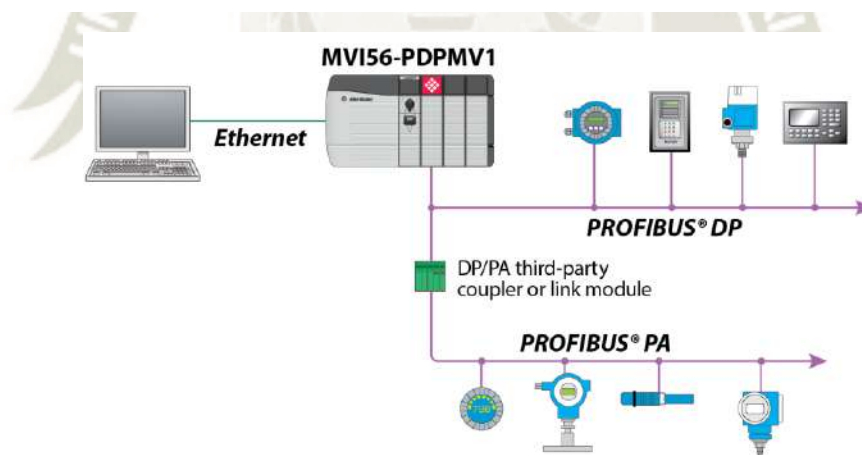 MVI56-PDPMV1
Ethernet
PROFIBUS® DP
DP/PA third-party
coupler or link module
PROFIBUS® PA